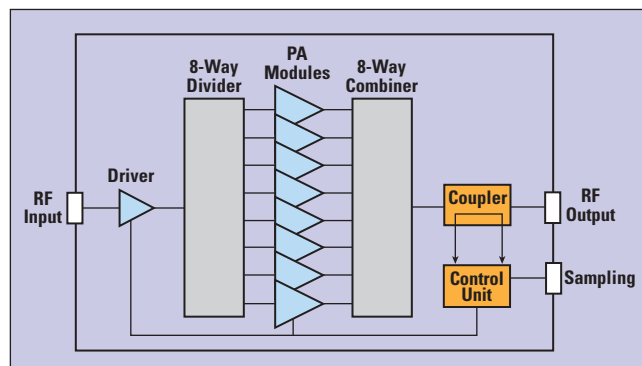 PA
Modules
8-Way
Divider
8-Way
Combiner
Driver
RF
Input
Coupler
RF
Output
Control
Unit
Sampling